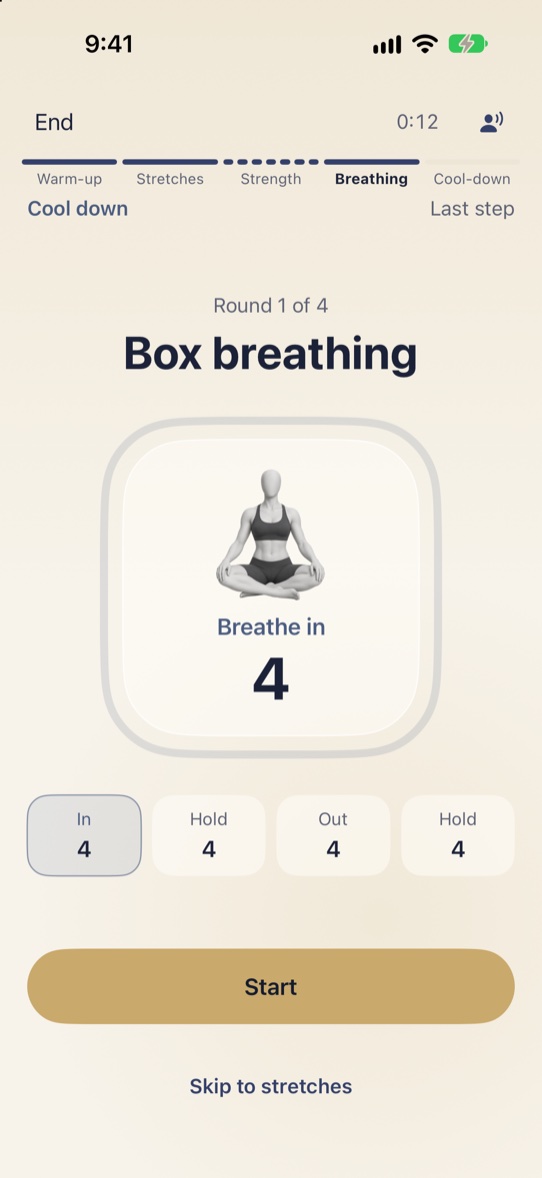 9:41
End 0:12
Warm-up Stretches Strength Breathing Cool-down
Cool down Last step
Round 1 of 4
Box breathing
Breathe in
4
In Hold Out Hold
4 4 4 4
Start
Skip to stretches